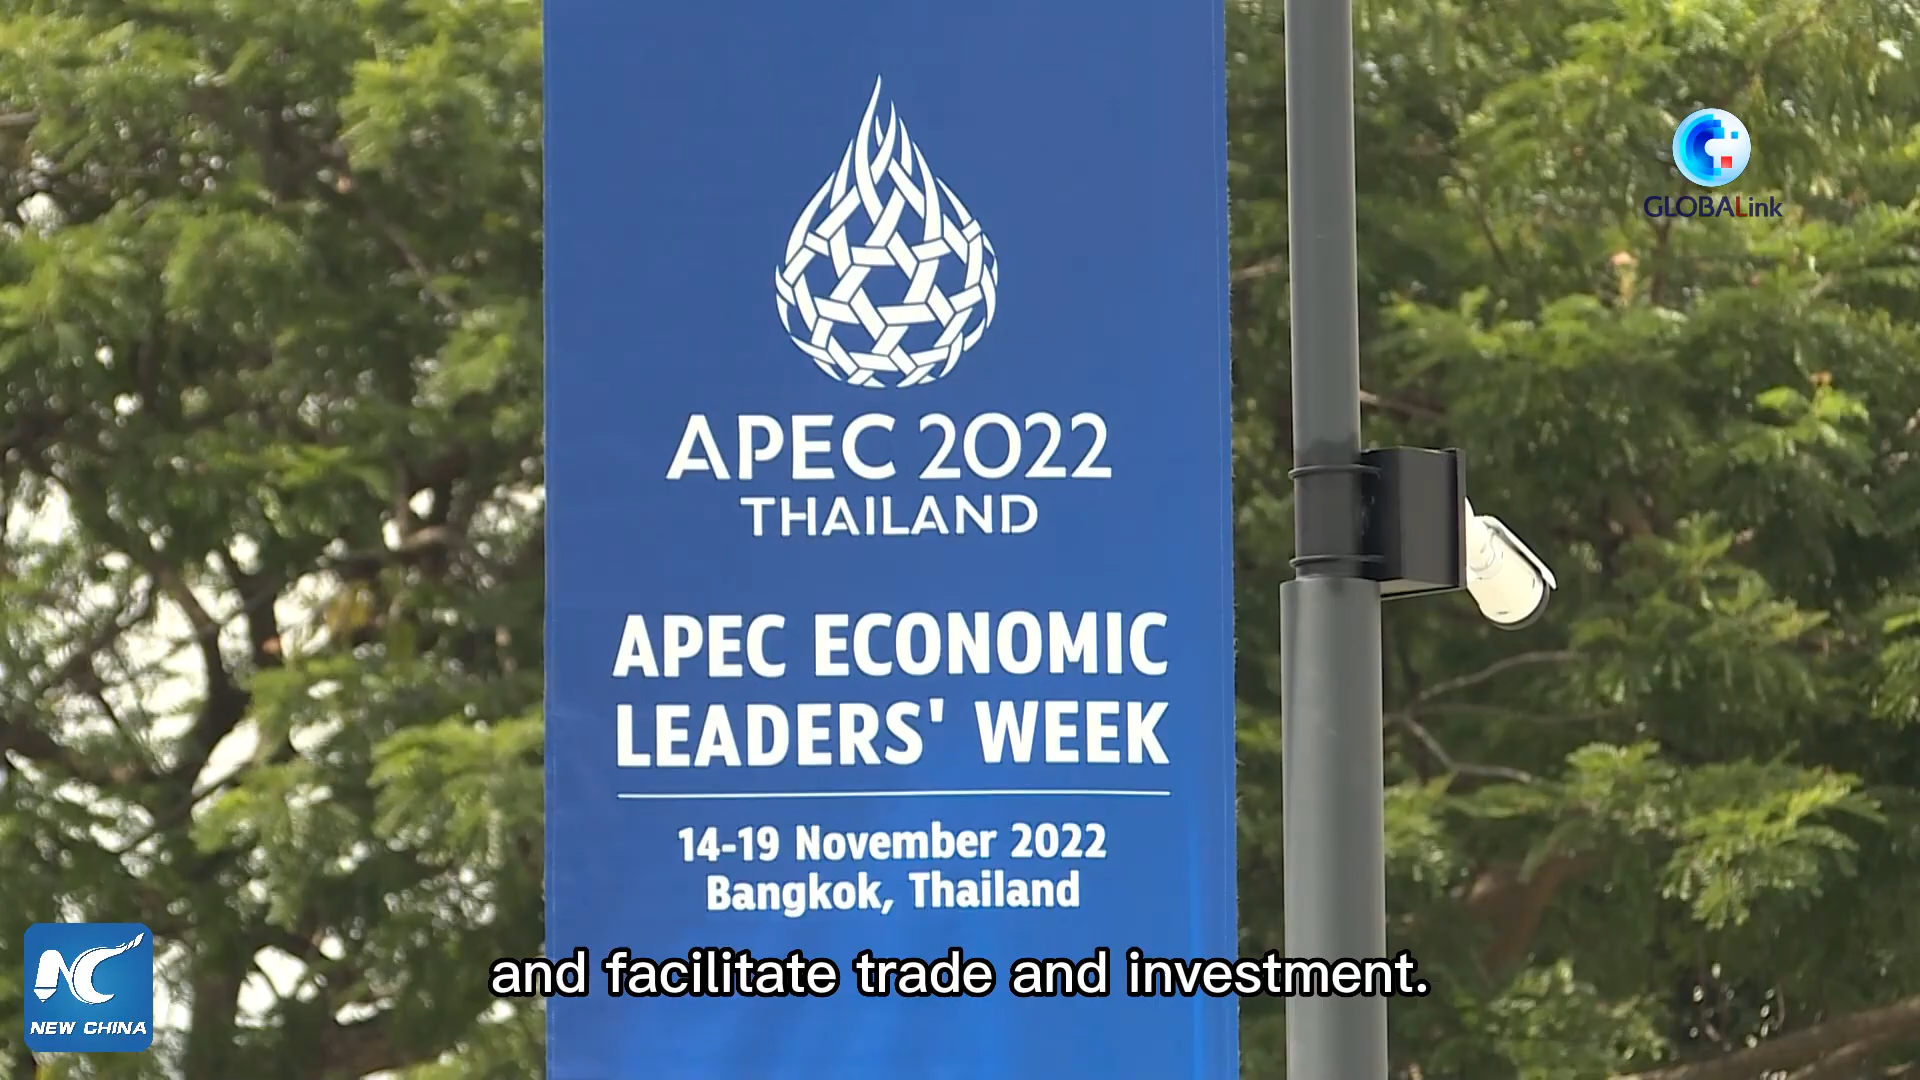 GLOBALink
APEC 2022
THAILAND
APEC ECONOMIC
LEADERS' WEEK
14-19 November 2022
Bangkok, Thailand
and facilitate trade and investment.
NC
NEW CHINA